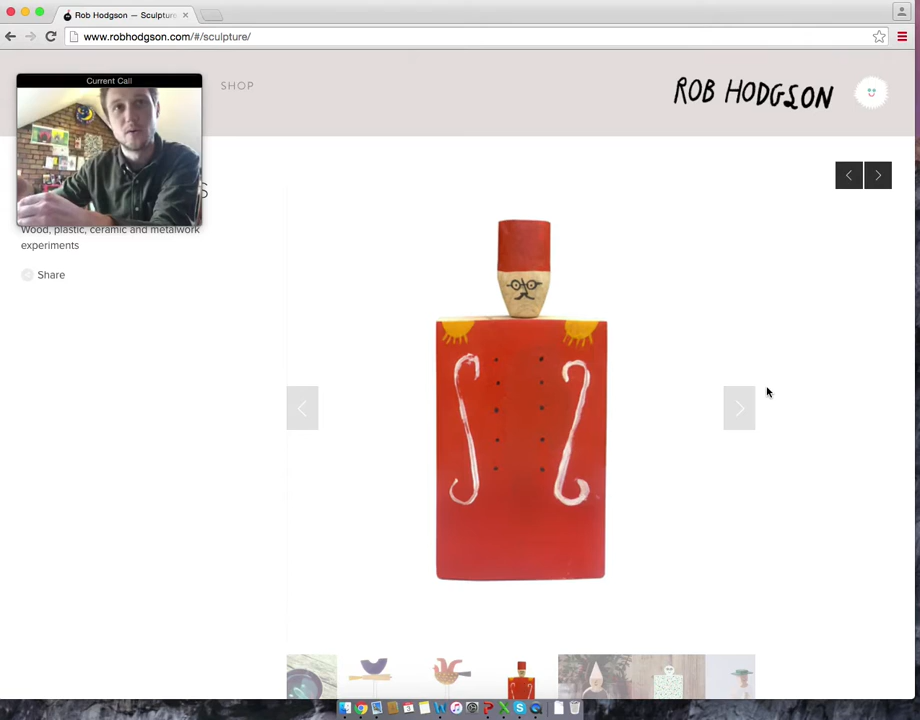 Rob Hodgson — Sculpture
www.robhodgson.com/#/sculpture/
Current Call
SHOP
ROB HODGSON
S
Wood, plastic, ceramic and metalwork
experiments
Share